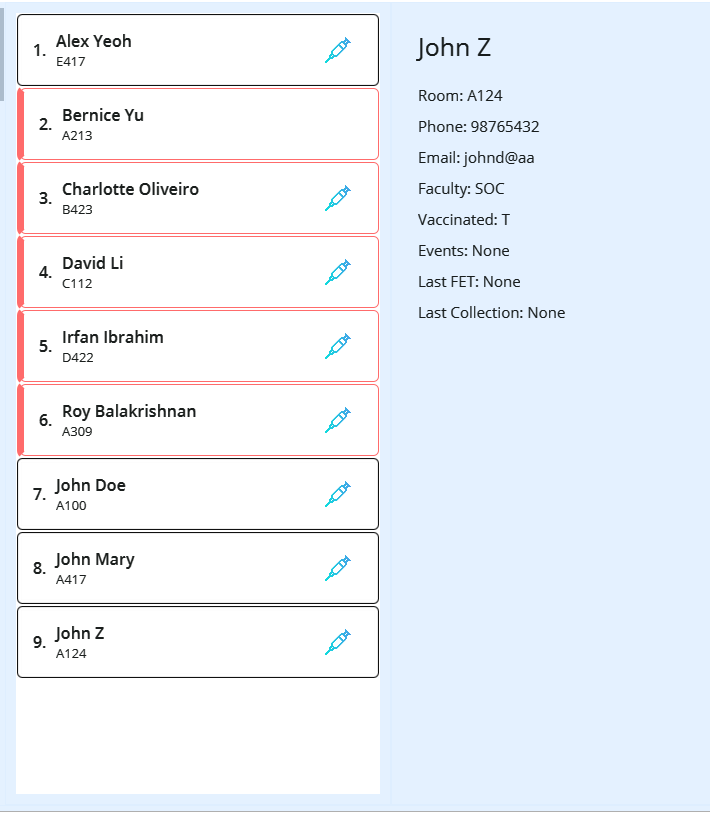 1. Alex Yeoh
E417
2. Bernice Yu
A213
3. Charlotte Oliveiro
B423
4. David Li
C112
5. Irfan Ibrahim
D422
6. Roy Balakrishnan
A309
7. John Doe
A100
8. John Mary
A417
9. John Z
A124
John Z
Room: A124
Phone: 98765432
Email: johnd@aa
Faculty: SOC
Vaccinated: T
Events: None
Last FET: None
Last Collection: None